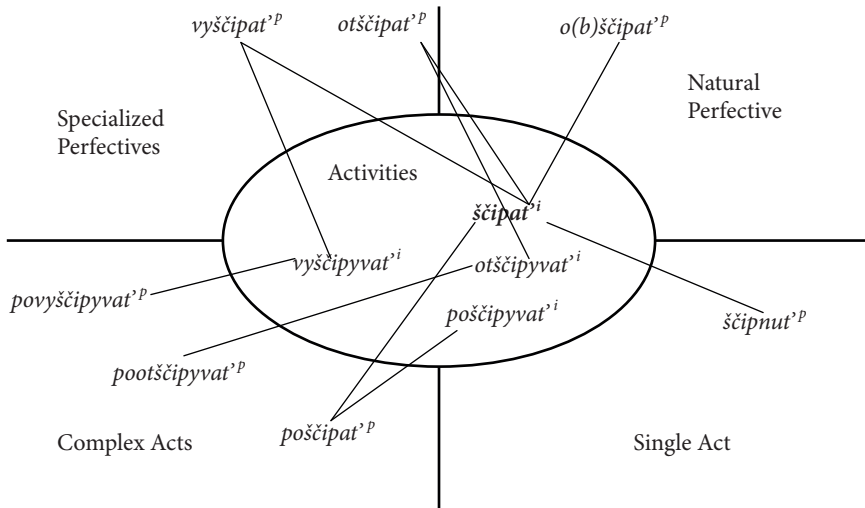 vyščipat’ᵖ
otščipat’ᵖ
o(b)ščipat’ᵖ
Natural
Perfective
Specialized
Perfectives
Activities
ščipat’ⁱ
vyščipyvat’ⁱ
otščipyvat’ⁱ
povyščipyvat’ᵖ
poščipyvat’ⁱ
ščipnut’ᵖ
pootščipyvat’ᵖ
poščipat’ᵖ
Complex Acts
Single Act